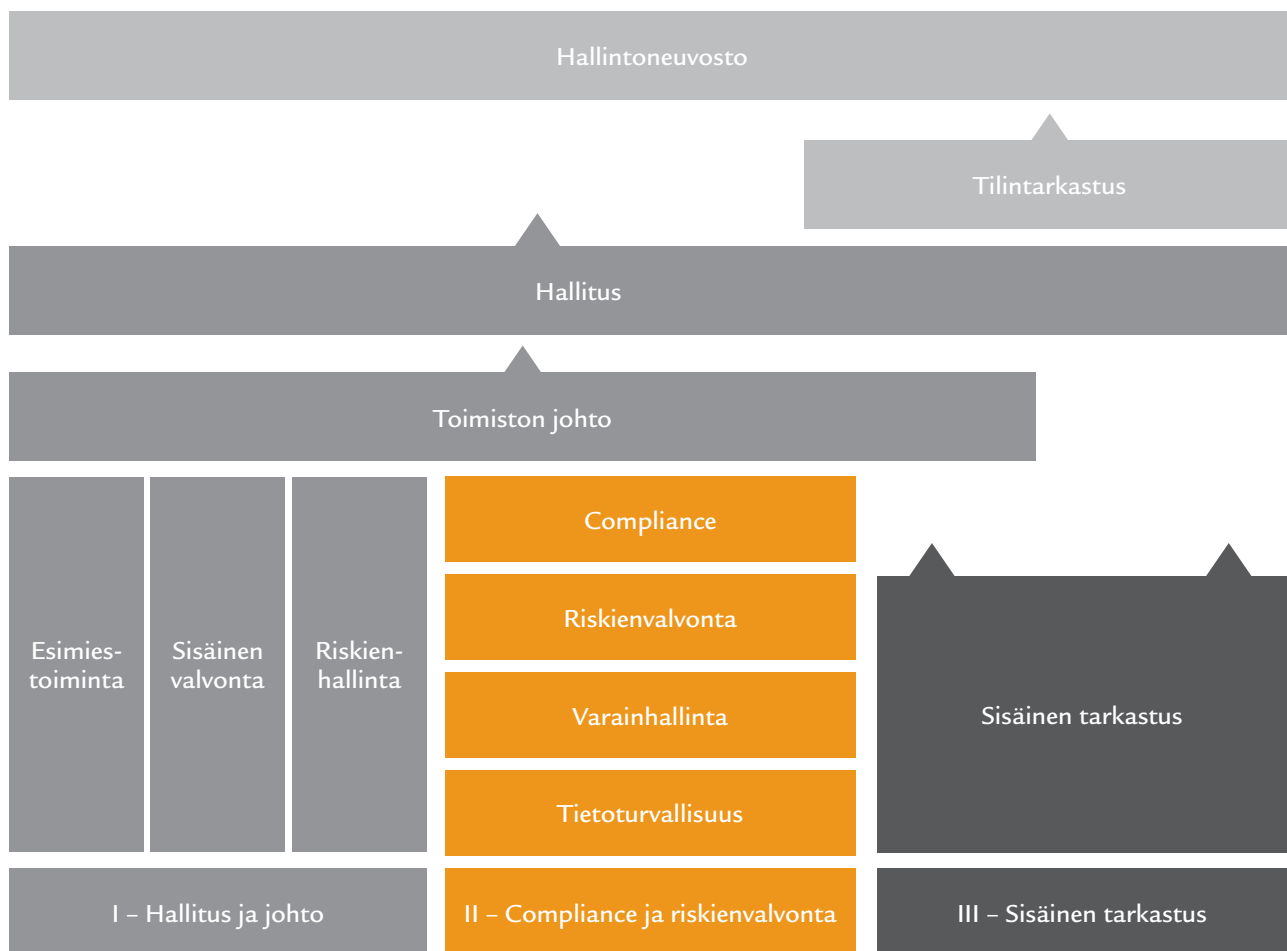 Hallintoneuvosto
Tilintarkastus
Hallitus
Toimiston johto
Esimies-
toiminta
Sisäinen
valvonta
Riskien-
hallinta
Compliance
Riskienvalvonta
Varainhallinta
Tietoturvallisuus
Sisäinen tarkastus
I – Hallitus ja johto
II – Compliance ja riskienvalvonta
III – Sisäinen tarkastus